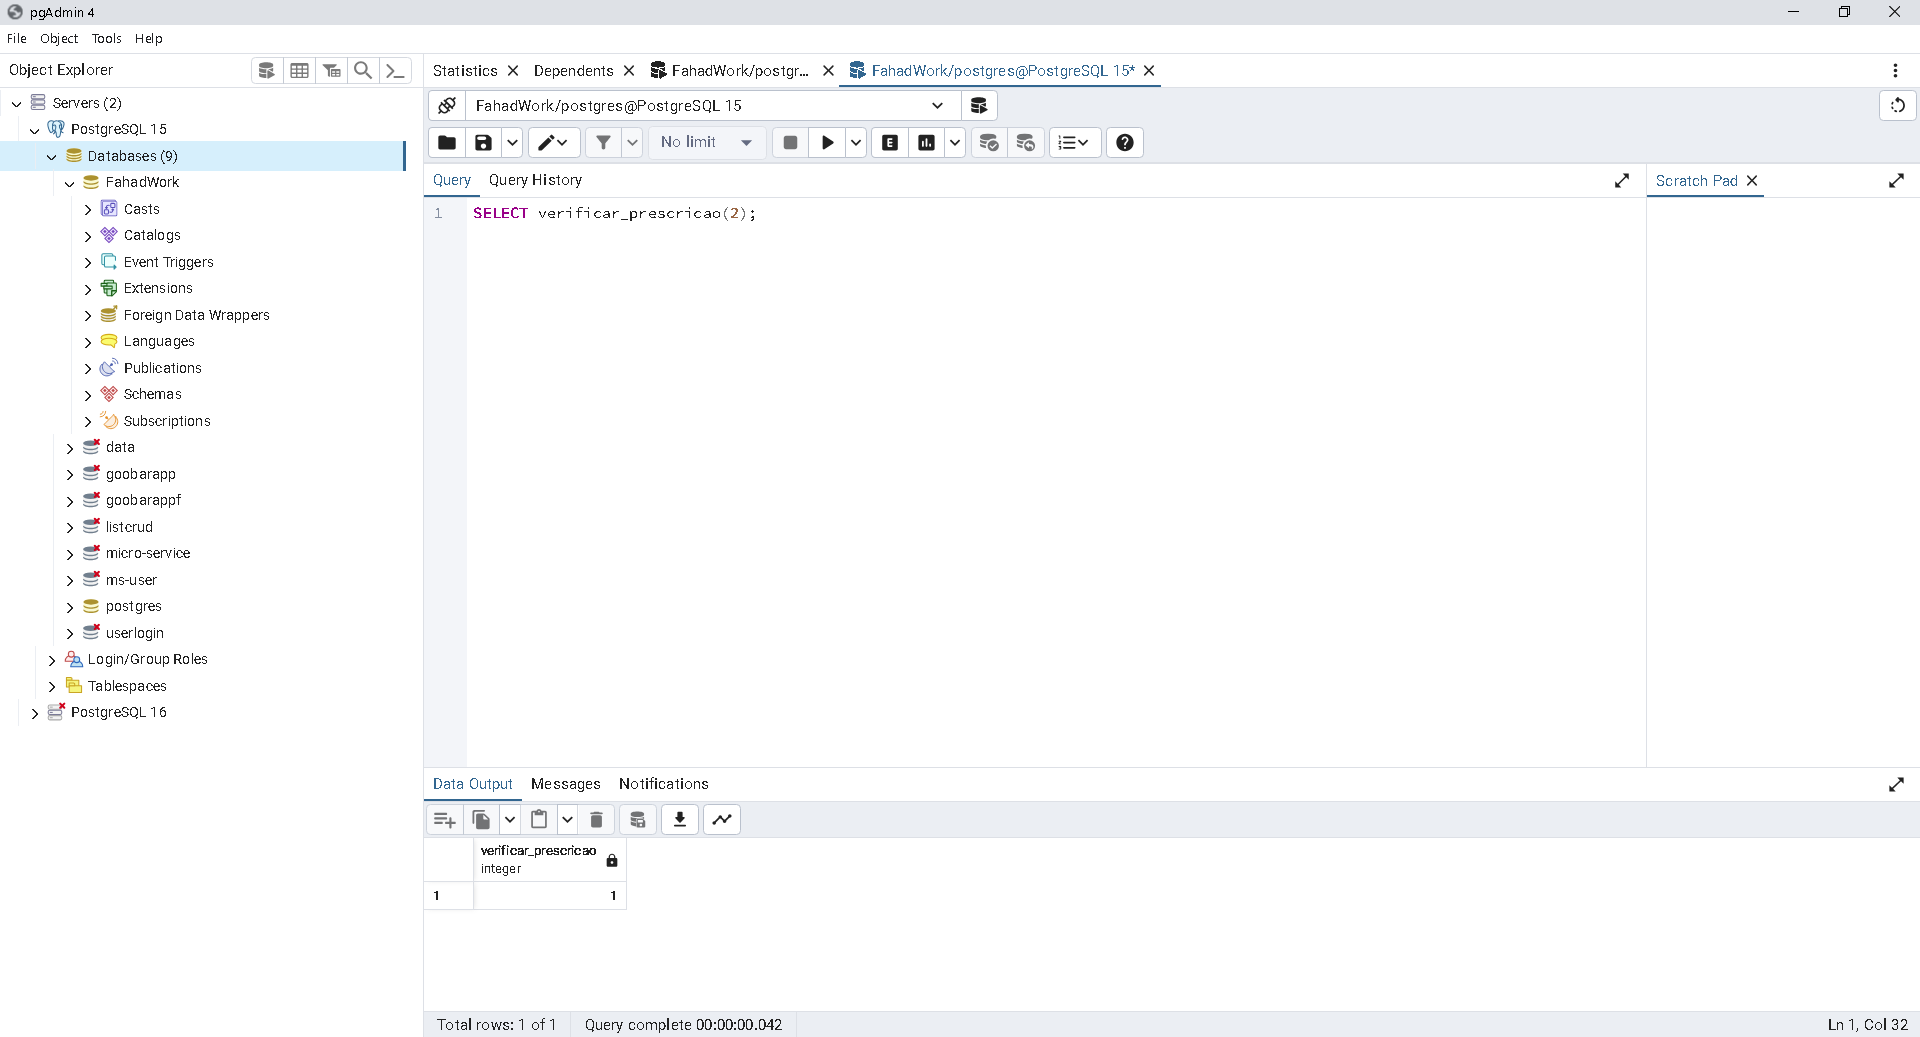 pgAdmin 4
File Object Tools Help
Object Explorer
Servers (2)
PostgreSQL 15
Databases (9)
FahadWork
Casts
Catalogs
Event Triggers
Extensions
Foreign Data Wrappers
Languages
Publications
Schemas
Subscriptions
data
goobarapp
goobarappf
listcrud
micro-service
ms-user
postgres
userlogin
Login/Group Roles
Tablespaces
PostgreSQL 16
Statistics Dependents FahadWork/postgr... FahadWork/postgres@PostgreSQL 15*
FahadWork/postgres@PostgreSQL 15
No limit E
Query Query History
1 SELECT verificar_prescricao(2);
Scratch Pad
Data Output Messages Notifications
verificar_prescricao
integer
1 1
Total rows: 1 of 1 Query complete 00:00:00.042 Ln 1, Col 32